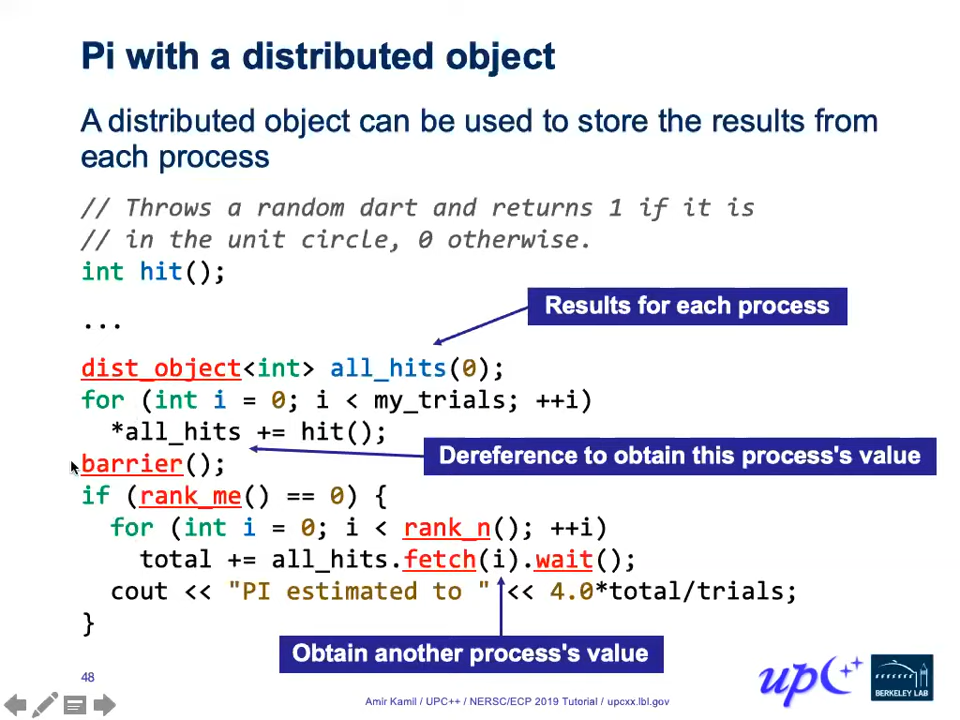 Pi with a distributed object
A distributed object can be used to store the results from
each process
// Throws a random dart and returns 1 if it is
// in the unit circle, 0 otherwise.
int hit();
Results for each process
...
dist_object<int> all_hits(0);
for (int i = 0; i < my_trials; ++i)
*all_hits += hit();
Dereference to obtain this process's value
barrier();
if (rank_me() == 0) {
for (int i = 0; i < rank_n(); ++i)
total += all_hits.fetch(i).wait();
cout << "PI estimated to " << 4.0*total/trials;
}
Obtain another process's value
48
upc++
BERKELEY LAB
Amir Kamil / UPC++ / NERSC/ECP 2019 Tutorial / upcxx.lbl.gov